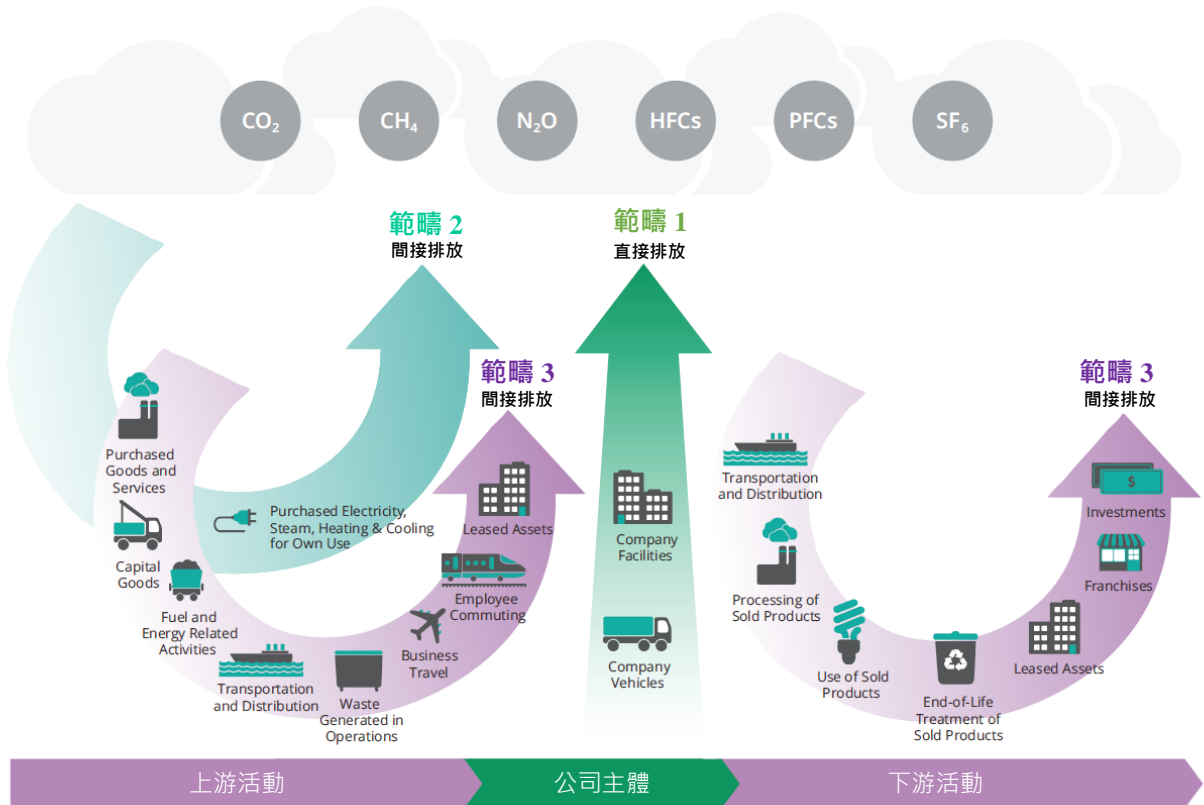 CO₂
CH₄
N₂O
HFCs
PFCs
SF₆
範疇 2
間接排放
範疇 1
直接排放
範疇 3
間接排放
範疇 3
間接排放
Purchased
Goods and
Services
Capital
Goods
Fuel and
Energy Related
Activities
Transportation
and Distribution
Waste
Generated in
Operations
Business
Travel
Employee
Commuting
Leased Assets
Purchased Electricity,
Steam, Heating & Cooling
for Own Use
Company
Facilities
Company
Vehicles
Transportation
and Distribution
Processing of
Sold Products
Use of Sold
Products
End-of-Life
Treatment of
Sold Products
Leased Assets
Franchises
$
Investments
上游活動
公司主體
下游活動